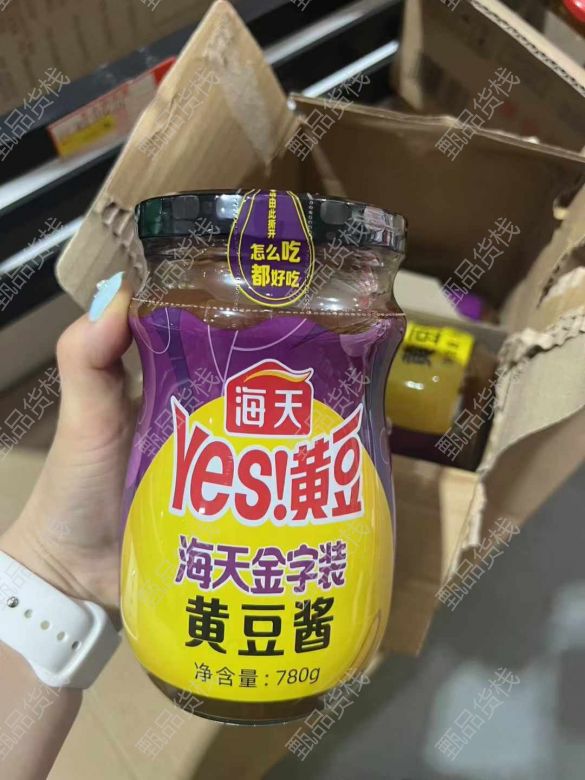 请由此撕开
怎么吃
都好吃
海天
Yes!黄豆
海天金字装
黄豆酱
净含量：780g
甄品货栈